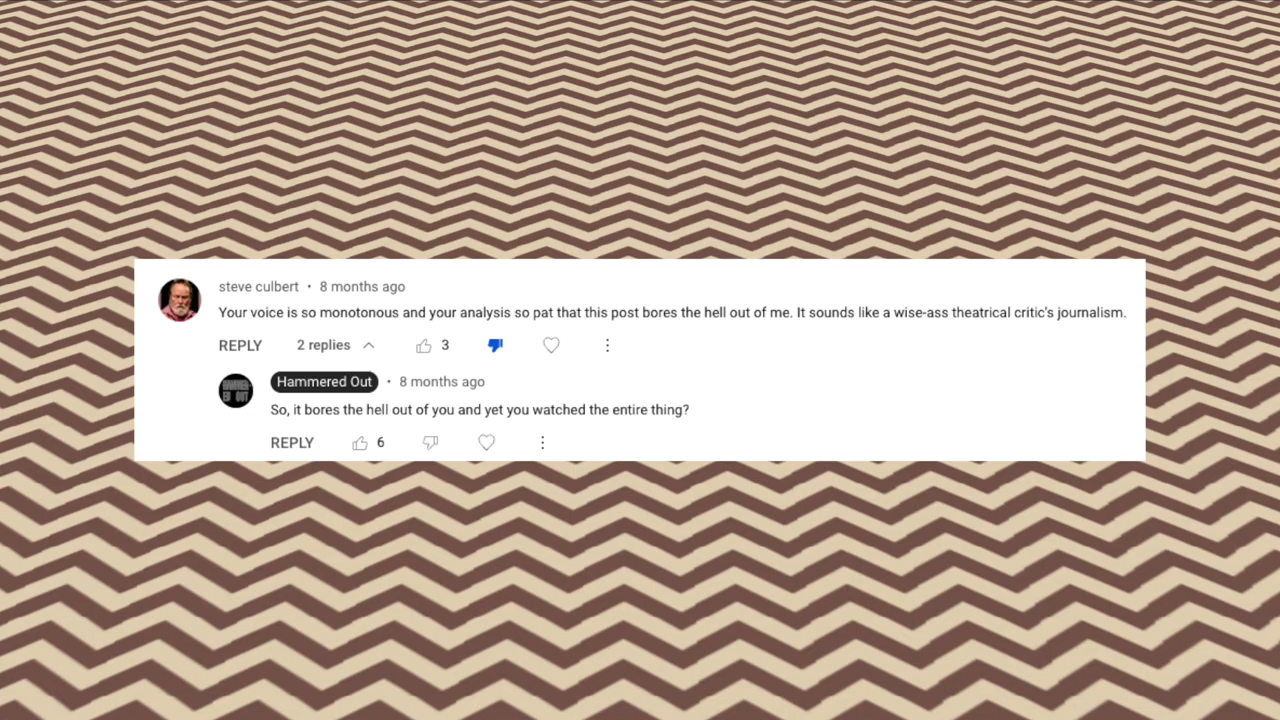 steve culbert • 8 months ago
Your voice is so monotonous and your analysis so pat that this post bores the hell out of me. It sounds like a wise-ass theatrical critic's journalism.
REPLY 2 replies 3
Hammered Out • 8 months ago
So, it bores the hell out of you and yet you watched the entire thing?
REPLY 6